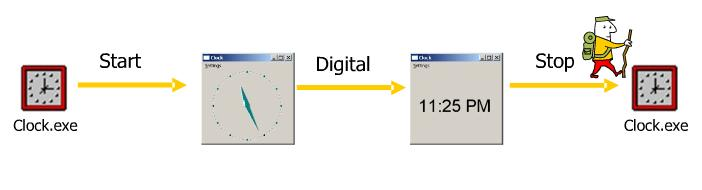 Start
Digital
Stop
Clock
Settings
Clock
Settings
11:25 PM
Clock.exe
Clock.exe